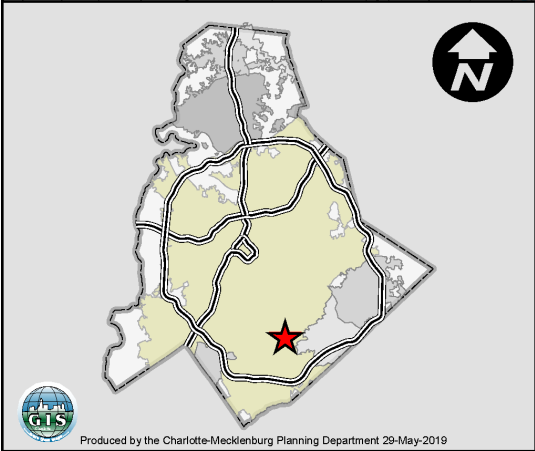 N
GIS
Produced by the Charlotte-Mecklenburg Planning Department 29-May-2019